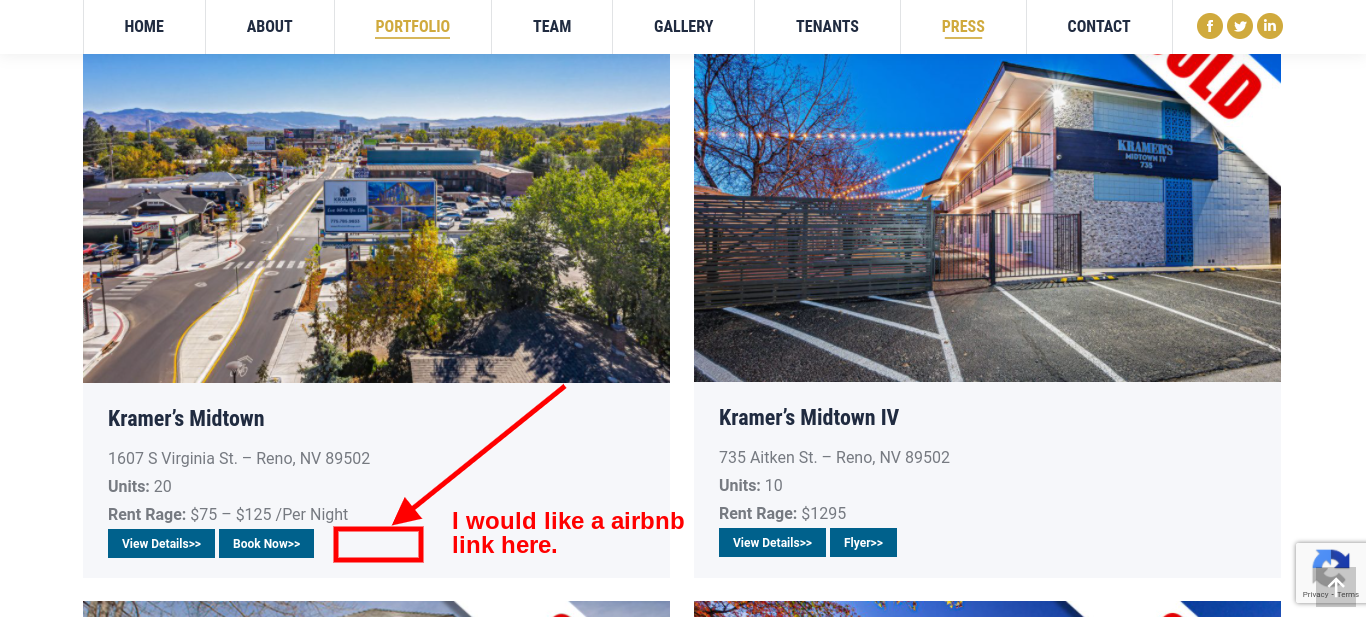 HOME
ABOUT
PORTFOLIO
TEAM
GALLERY
TENANTS
PRESS
CONTACT
KRAMER
KRAMER'S
MIDTOWN IV
735
OLD
Kramer’s Midtown
1607 S Virginia St. – Reno, NV 89502
Units: 20
Rent Rage: $75 – $125 /Per Night
View Details>> Book Now>>
I would like a airbnb
link here.
Kramer’s Midtown IV
735 Aitken St. – Reno, NV 89502
Units: 10
Rent Rage: $1295
View Details>> Flyer>>
Privacy - Terms